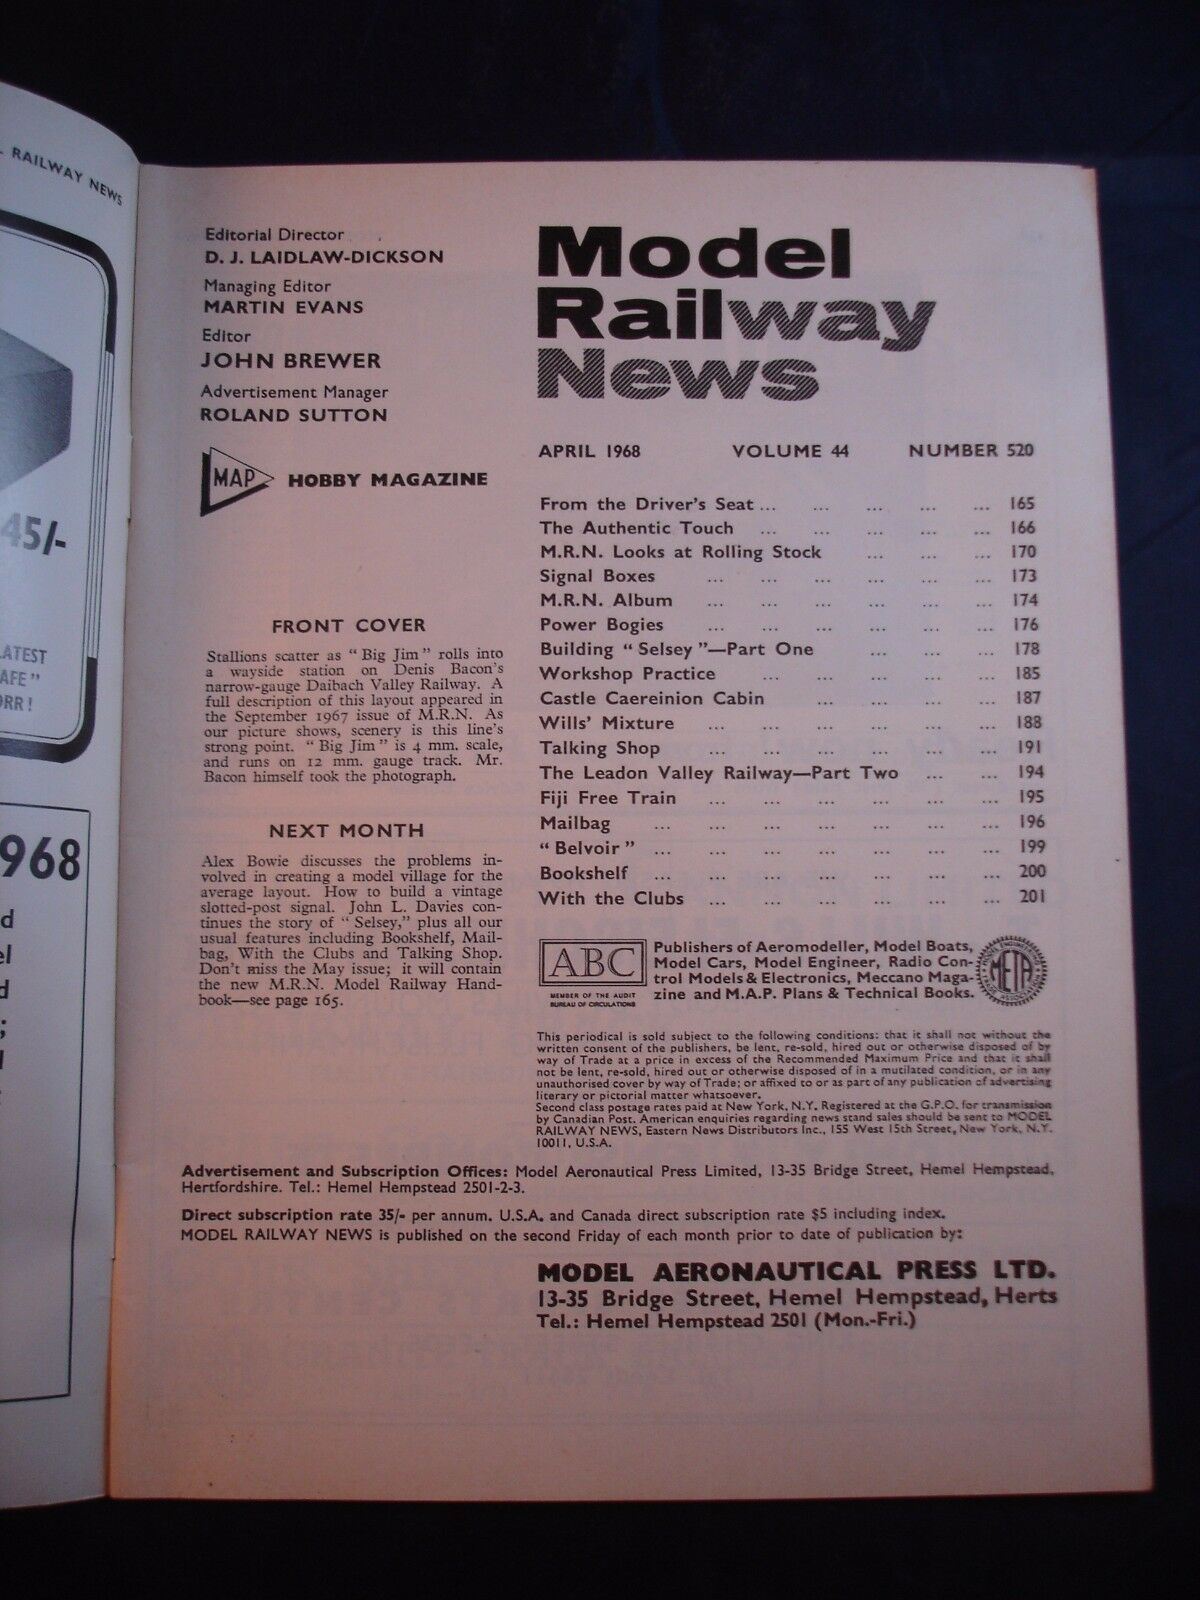 RAILWAY NEWS
45/-
LATEST
AFE"
ORR!
968
Editorial Director
D. J. LAIDLAW-DICKSON
Managing Editor
MARTIN EVANS
Editor
JOHN BREWER
Advertisement Manager
ROLAND SUTTON
MAP HOBBY MAGAZINE
FRONT COVER
Stallions scatter as "Big Jim" rolls into
a wayside station on Denis Bacon's
narrow-gauge Daibach Valley Railway. A
full description of this layout appeared in
the September 1967 issue of M.R.N. As
our picture shows, scenery is this line's
strong point. "Big Jim" is 4 mm. scale,
and runs on 12 mm. gauge track. Mr.
Bacon himself took the photograph.
NEXT MONTH
Alex Bowie discusses the problems in-
volved in creating a model village for the
average layout. How to build a vintage
slotted-post signal. John L. Davies con-
tinues the story of "Selsey," plus all our
usual features including Bookshelf, Mail-
bag, With the Clubs and Talking Shop.
Don't miss the May issue; it will contain
the new M.R.N. Model Railway Hand-
book—see page 165.
Model
Railway
News
APRIL 1968 VOLUME 44 NUMBER 520
From the Driver's Seat ... ... ... ... ... 165
The Authentic Touch ... ... ... ... ... 166
M.R.N. Looks at Rolling Stock ... ... ... 170
Signal Boxes ... ... ... ... ... ... 173
M.R.N. Album ... ... ... ... ... ... 174
Power Bogies ... ... ... ... ... ... 176
Building "Selsey"—Part One ... ... ... ... 178
Workshop Practice ... ... ... ... ... 185
Castle Caereinion Cabin ... ... ... ... 187
Wills' Mixture ... ... ... ... ... ... 188
Talking Shop ... ... ... ... ... ... 191
The Leadon Valley Railway—Part Two ... ... 194
Fiji Free Train ... ... ... ... ... ... 195
Mailbag ... ... ... ... ... ... ... 196
"Belvoir" ... ... ... ... ... ... ... 199
Bookshelf ... ... ... ... ... ... ... 200
With the Clubs ... ... ... ... ... ... 201
ABC
MEMBER OF THE AUDIT
BUREAU OF CIRCULATIONS
Publishers of Aeromodeller, Model Boats,
Model Cars, Model Engineer, Radio Con-
trol Models & Electronics, Meccano Maga-
zine and M.A.P. Plans & Technical Books.
META
This periodical is sold subject to the following conditions: that it shall not without the
written consent of the publishers, be lent, re-sold, hired out or otherwise disposed of by
way of Trade at a price in excess of the Recommended Maximum Price and that it shall
not be lent, re-sold, hired out or otherwise disposed of in a mutilated condition, or in any
unauthorised cover by way of Trade; or affixed to or as part of any publication of advertising
literary or pictorial matter whatsoever.
Second class postage rates paid at New York, N.Y. Registered at the G.P.O. for transmission
by Canadian Post. American enquiries regarding news stand sales should be sent to MODEL
RAILWAY NEWS, Eastern News Distributors Inc., 155 West 15th Street, New York, N.Y.
10011, U.S.A.
Advertisement and Subscription Offices: Model Aeronautical Press Limited, 13-35 Bridge Street, Hemel Hempstead,
Hertfordshire. Tel.: Hemel Hempstead 2501-2-3.
Direct subscription rate 35/- per annum. U.S.A. and Canada direct subscription rate $5 including index.
MODEL RAILWAY NEWS is published on the second Friday of each month prior to date of publication by:
MODEL AERONAUTICAL PRESS LTD.
13-35 Bridge Street, Hemel Hempstead, Herts
Tel.: Hemel Hempstead 2501 (Mon.-Fri.)